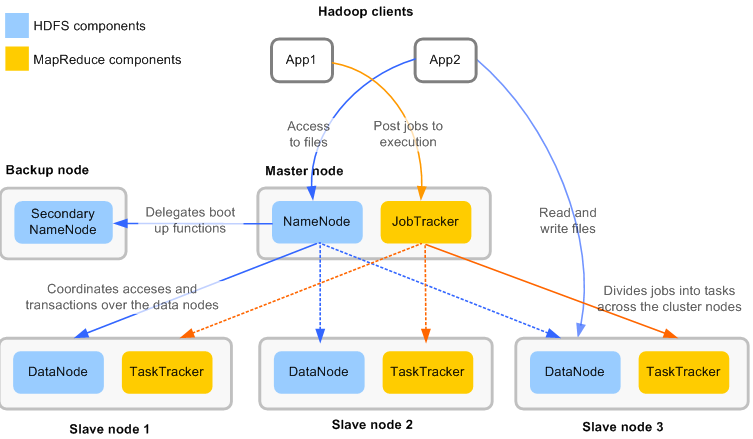 Hadoop clients
HDFS components
MapReduce components
App1
App2
Access
to files
Post jobs to
execution
Backup node
Master node
Secondary
NameNode
Delegates boot
up functions
NameNode
JobTracker
Read and
write files
Coordinates acceses and
transactions over the data nodes
Divides jobs into tasks
across the cluster nodes
DataNode
TaskTracker
DataNode
TaskTracker
DataNode
TaskTracker
Slave node 1
Slave node 2
Slave node 3